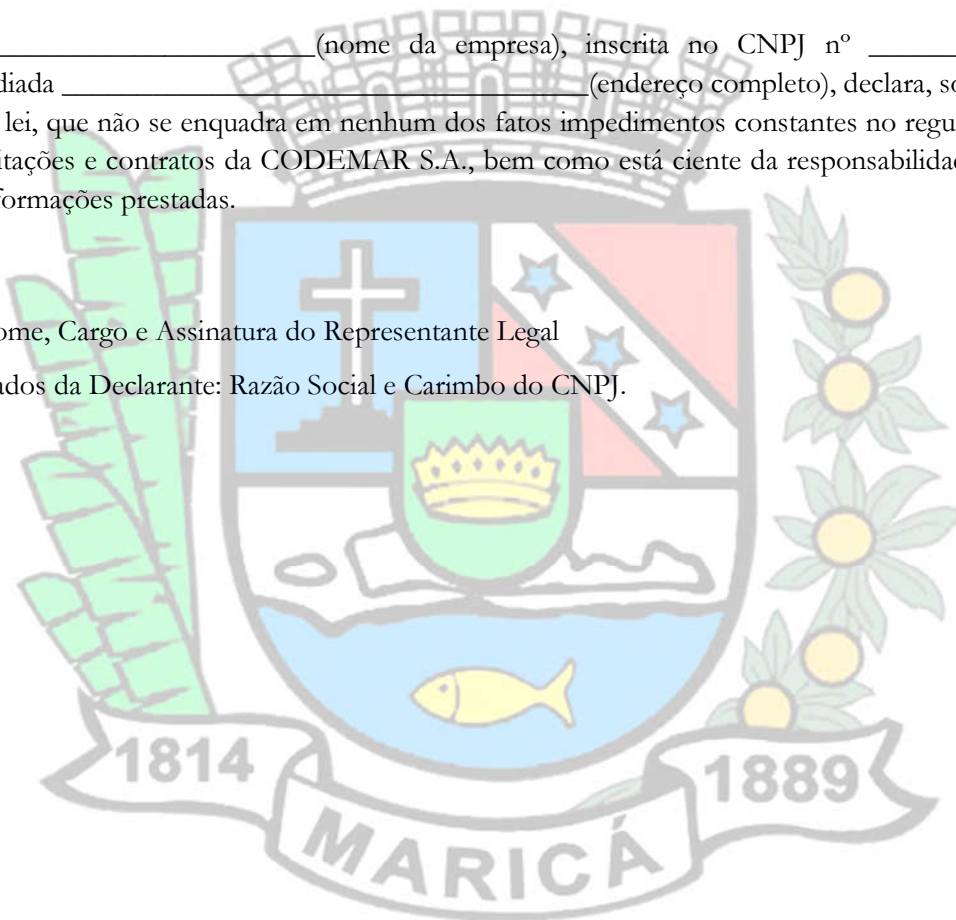 ____________________(nome da empresa), inscrita no CNPJ nº _______
diada ___________________________________(endereço completo), declara, so
lei, que não se enquadra em nenhum dos fatos impedimentos constantes no regu
itações e contratos da CODEMAR S.A., bem como está ciente da responsabilidad
formações prestadas.
ome, Cargo e Assinatura do Representante Legal
ados da Declarante: Razão Social e Carimbo do CNPJ.
1814
1889
MARICÁ